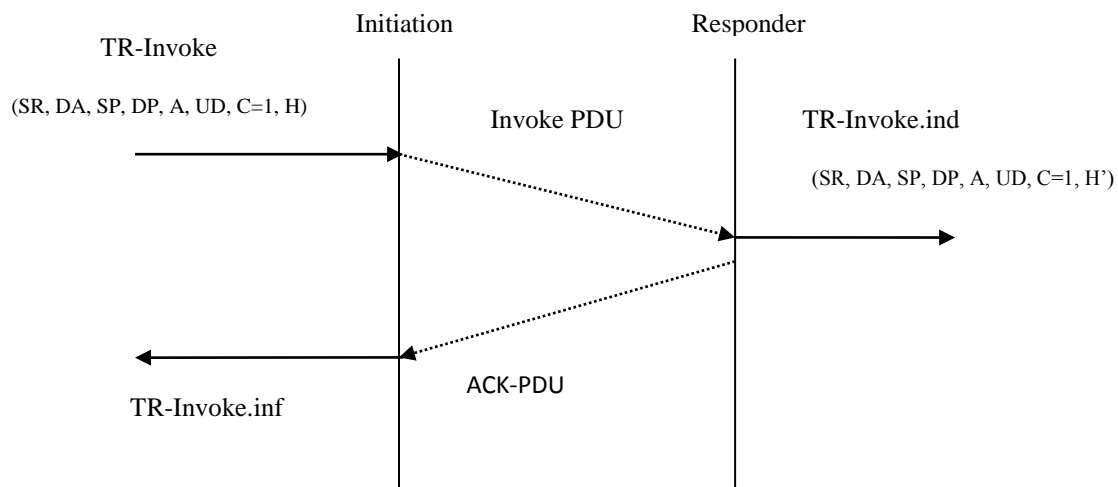 Initiation
Responder
TR-Invoke
(SR, DA, SP, DP, A, UD, C=1, H)
Invoke PDU
TR-Invoke.ind
(SR, DA, SP, DP, A, UD, C=1, H’)
ACK-PDU
TR-Invoke.inf